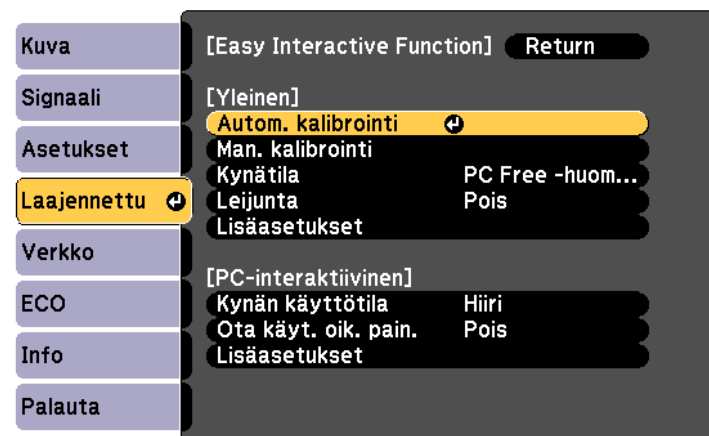 Kuva
Signaali
Asetukset
Laajennettu
Verkko
ECO
Info
Palauta
[Easy Interactive Function] Return
[Yleinen]
Autom. kalibrointi
Man. kalibrointi
Kynätila PC Free -huom...
Leijunta Pois
Lisäasetukset
[PC-interaktiivinen]
Kynän käyttötila Hiiri
Ota käyt. oik. pain. Pois
Lisäasetukset